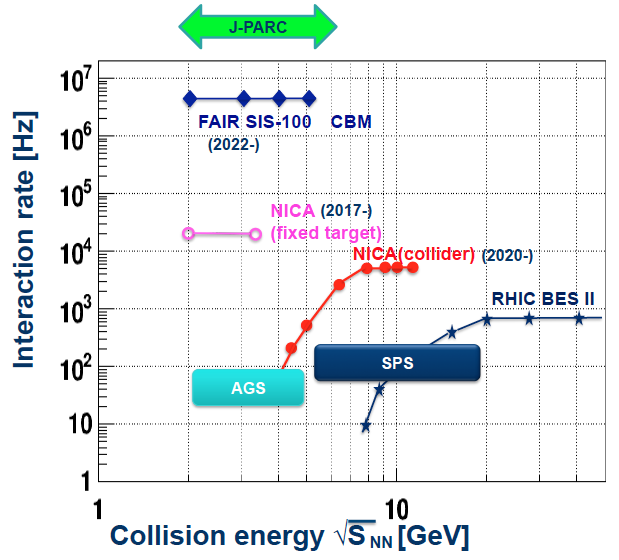 J-PARC
Interaction rate [Hz]
10⁷
10⁶
10⁵
10⁴
10³
10²
10
1
FAIR SIS-100 CBM
(2022-)
NICA (2017-)
(fixed target)
NICA(collider) (2020-)
RHIC BES II
SPS
AGS
1
10
Collision energy √S̅NN [GeV]